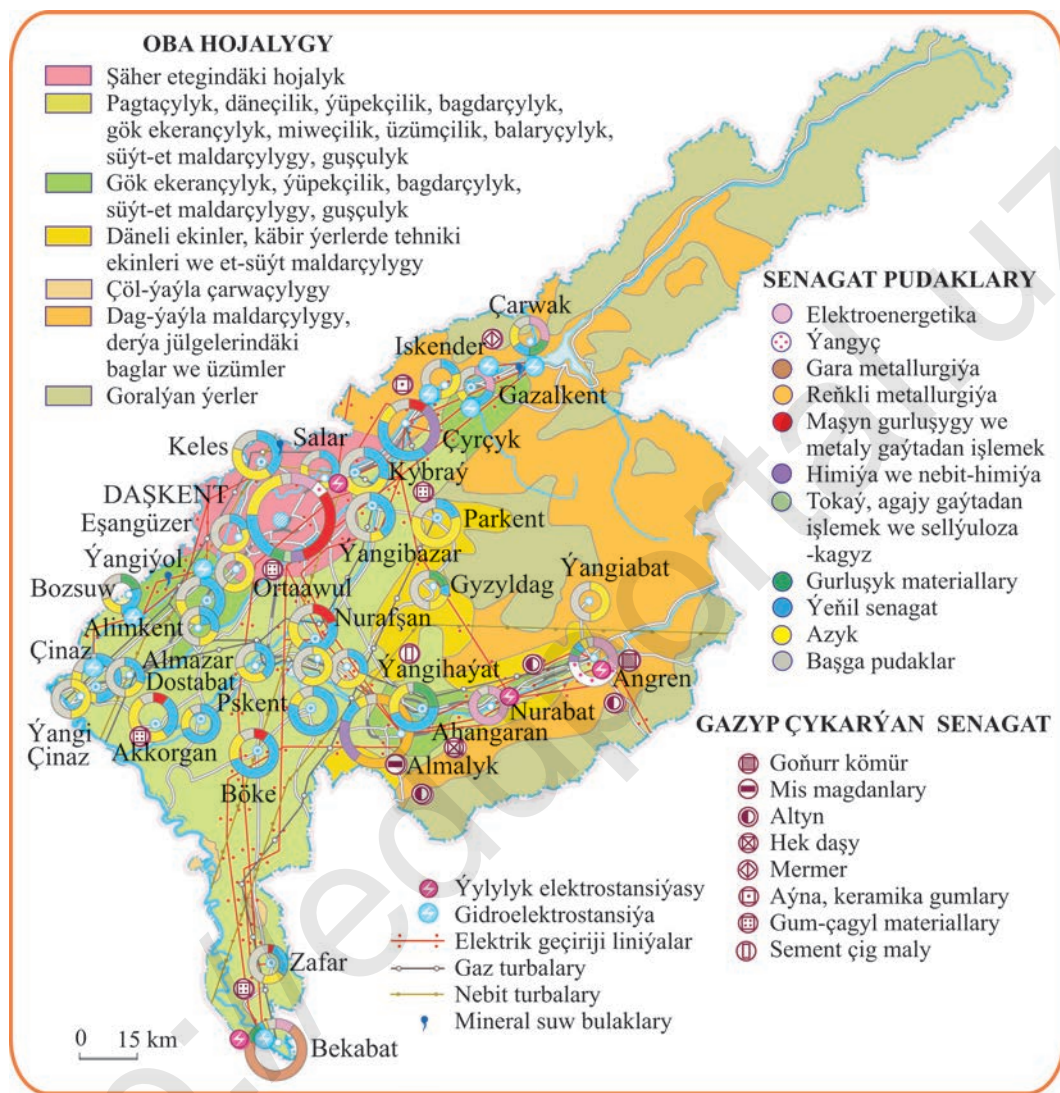 OBA HOJALYGY
Şäher etegindäki hojalyk
Pagtaçylyk, däneçilik, ýüpekçilik, bagdarçylyk,
gök ekerançylyk, miweçilik, üzümçilik, balaryçylyk,
süýt-et maldarçylygy, guşçulyk
Gök ekerançylyk, ýüpekçilik, bagdarçylyk,
süýt-et maldarçylygy, guşçulyk
Däneli ekinler, käbir ýerlerde tehniki
ekinleri we et-süýt maldarçylygy
Çöl-ýaýla çarwaçylygy
Dag-ýaýla maldarçylygy,
derýa jülgelerindäki
baglar we üzümler
Goralýan ýerler
SENAGAT PUDAKLARY
Elektroenergetika
Ýangyç
Gara metallurgiýa
Reňkli metallurgiýa
Maşyn gurluşygy we
metaly gaýtadan işlemek
Himiýa we nebit-himiýa
Tokaý, agajy gaýtadan
işlemek we sellýuloza
-kagyz
Gurluşyk materiallary
Ýeňil senagat
Azyk
Başga pudaklar
Çarwak
Iskender
Gazalkent
Çyrçyk
Salar
Keles
Kybraý
DAŞKENT
Eşangüzer
Parkent
Ýangibazar
Ýangiýol
Ortaawul
Bozsuw
Gyzyldag
Ýangiabat
Nurafşan
Alimkent
Çinaz
Almazar
Dostabat
Ýangihaýat
Angren
Pskent
Nurabat
Ýangi
Çinaz
Akkorgan
Ahangaran
Almalyk
Böke
Zafar
Bekabat
GAZYP ÇYKARÝAN SENAGAT
Goňurr kömür
Mis magdanlary
Altyn
Hek daşy
Mermer
Aýna, keramika gumlary
Gum-çagyl materiallary
Sement çig maly
Ýylylyk elektrostansiýasy
Gidroelektrostansiýa
Elektrik geçiriji liniýalar
Gaz turbalary
Nebit turbalary
Mineral suw bulaklary
0 15 km